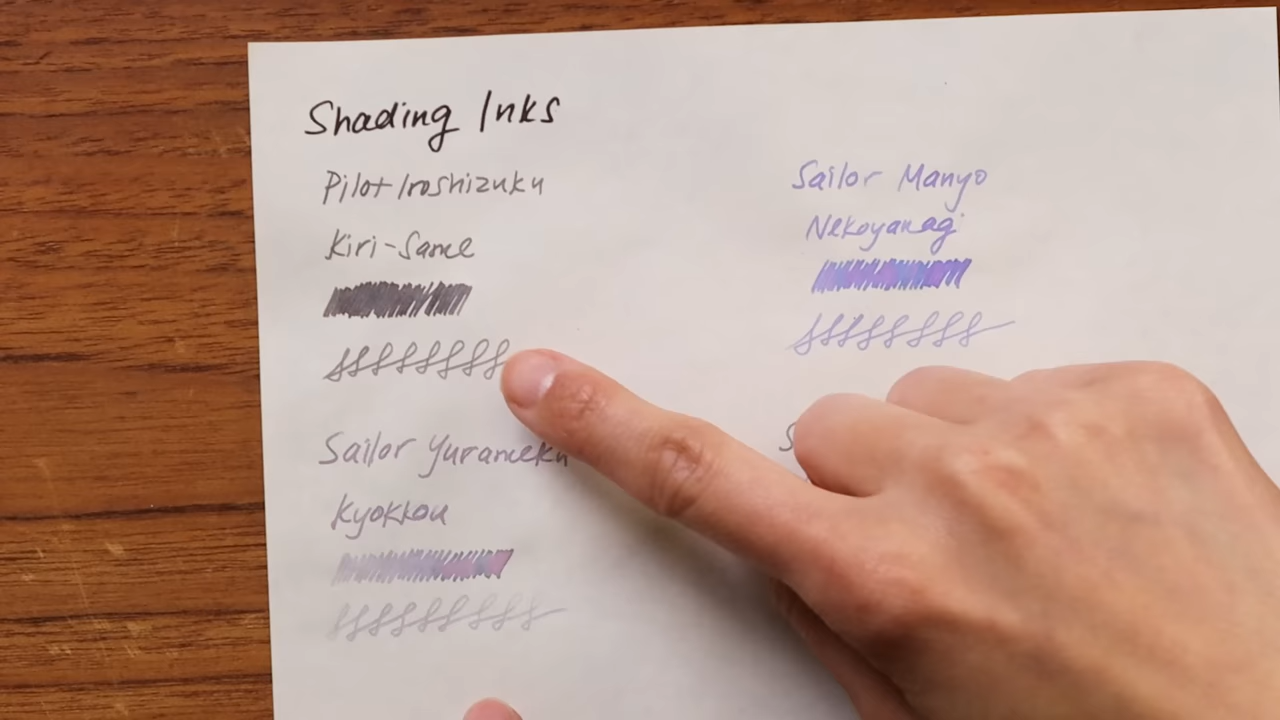 Shading Inks
Pilot Iroshizuku
Kiri-Same
Sailor Yurameku
Kyokkou
Sailor Manyo
Nekoyanagi
S